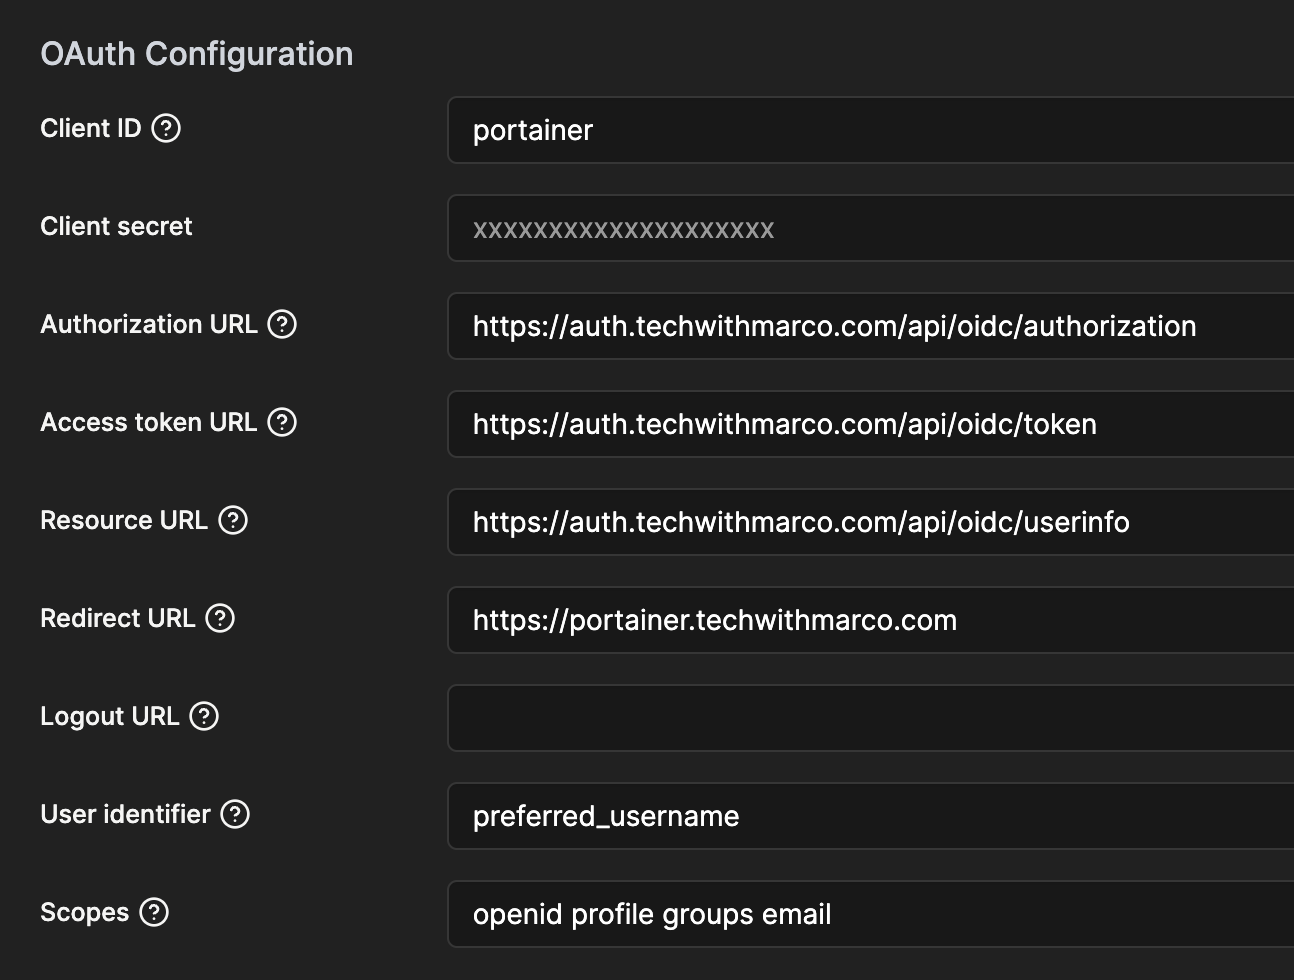 OAuth Configuration
Client ID
portainer
Client secret
xxxxxxxxxxxxxxxxxxxx
Authorization URL
https://auth.techwithmarco.com/api/oidc/authorization
Access token URL
https://auth.techwithmarco.com/api/oidc/token
Resource URL
https://auth.techwithmarco.com/api/oidc/userinfo
Redirect URL
https://portainer.techwithmarco.com
Logout URL
User identifier
preferred_username
Scopes
openid profile groups email